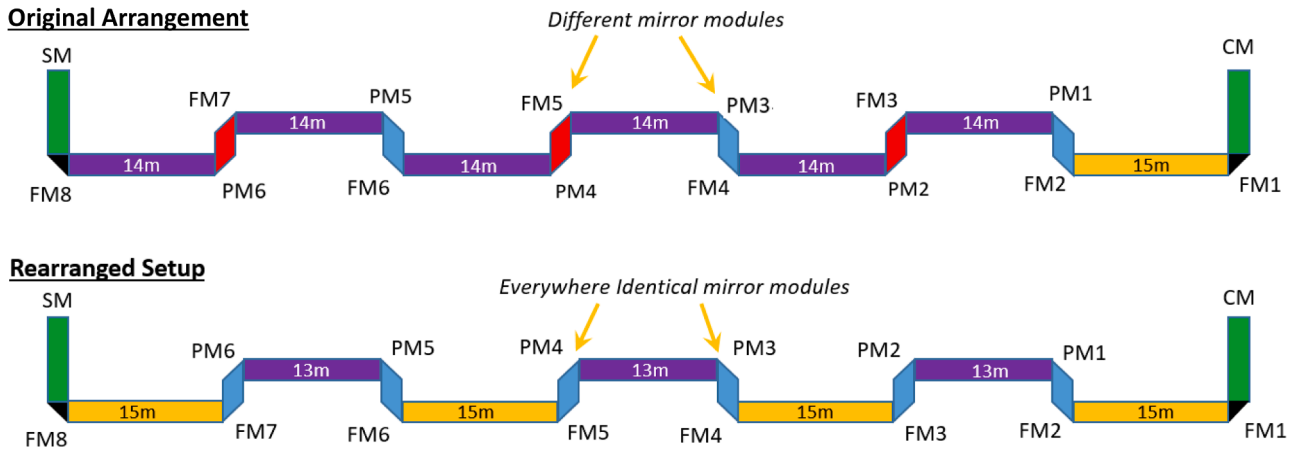 Original Arrangement
Different mirror modules
SM
CM
FM7
PM5
FM5
PM3
FM3
PM1
14m
14m
14m
14m
14m
14m
14m
15m
FM8
PM6
FM6
PM4
FM4
PM2
FM2
FM1
Rearranged Setup
Everywhere Identical mirror modules
SM
CM
PM6
PM5
PM4
PM3
PM2
PM1
13m
13m
13m
15m
15m
15m
15m
FM8
FM7
FM6
FM5
FM4
FM3
FM2
FM1